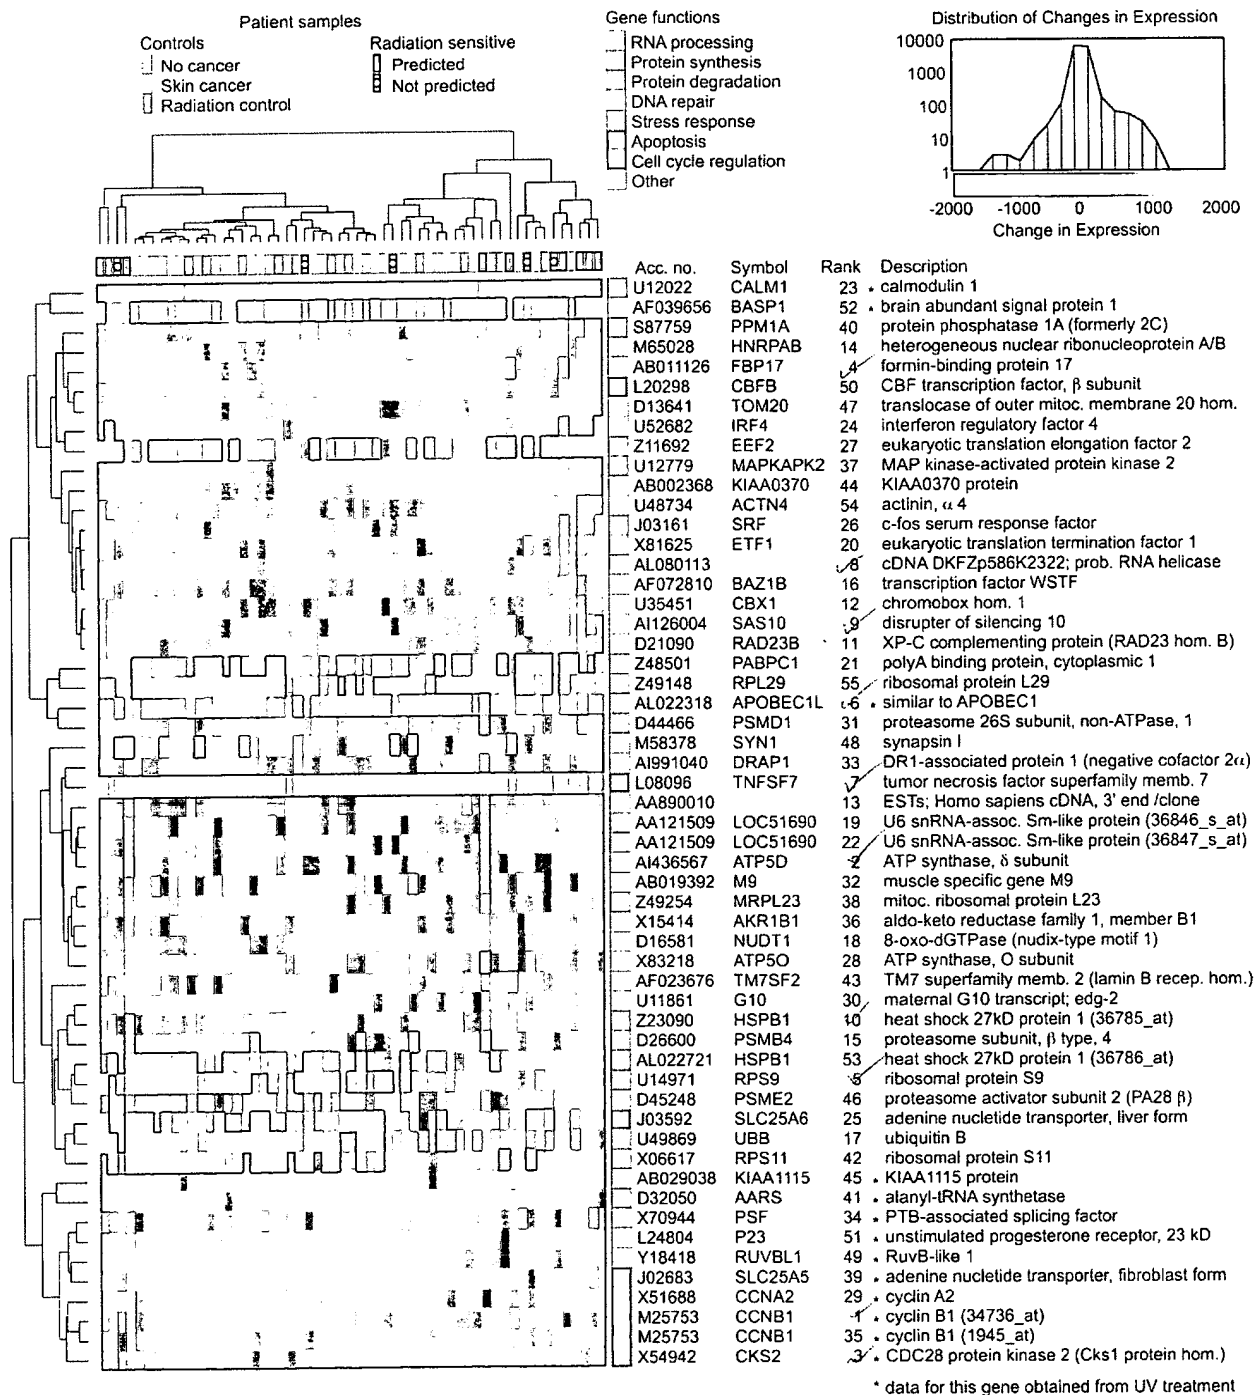 Patient samples
Controls
No cancer
Skin cancer
Radiation control
Radiation sensitive
Predicted
Not predicted
Gene functions
RNA processing
Protein synthesis
Protein degradation
DNA repair
Stress response
Apoptosis
Cell cycle regulation
Other
Distribution of Changes in Expression
10000
1000
100
10
1
-2000 -1000 0 1000 2000
Change in Expression
Acc. no. Symbol Rank Description
U12022 CALM1 23 * calmodulin 1
AF039656 BASP1 52 * brain abundant signal protein 1
S87759 PPM1A 40 protein phosphatase 1A (formerly 2C)
M65028 HNRPAB 14 heterogeneous nuclear ribonucleoprotein A/B
AB011126 FBP17 4 formin-binding protein 17
L20298 CBFB 50 CBF transcription factor, β subunit
D13641 TOM20 47 translocase of outer mitoc. membrane 20 hom.
U52682 IRF4 24 interferon regulatory factor 4
Z11692 EEF2 27 eukaryotic translation elongation factor 2
U12779 MAPKAPK2 37 MAP kinase-activated protein kinase 2
AB002368 KIAA0370 44 KIAA0370 protein
U48734 ACTN4 54 actinin, α 4
J03161 SRF 26 c-fos serum response factor
X81625 ETF1 20 eukaryotic translation termination factor 1
AL080113 8 cDNA DKFZp586K2322; prob. RNA helicase
AF072810 BAZ1B 16 transcription factor WSTF
U35451 CBX1 12 chromobox hom. 1
AI126004 SAS10 9 disrupter of silencing 10
D21090 RAD23B 11 XP-C complementing protein (RAD23 hom. B)
Z48501 PABPC1 21 polyA binding protein, cytoplasmic 1
Z49148 RPL29 55 ribosomal protein L29
AL022318 APOBEC1L 6 * similar to APOBEC1
D44466 PSMD1 31 proteasome 26S subunit, non-ATPase, 1
M58378 SYN1 48 synapsin I
AI991040 DRAP1 33 DR1-associated protein 1 (negative cofactor 2α)
L08096 TNFSF7 7 tumor necrosis factor superfamily memb. 7
AA890010 13 ESTs; Homo sapiens cDNA, 3' end /clone
AA121509 LOC51690 19 U6 snRNA-assoc. Sm-like protein (36846_s_at)
AA121509 LOC51690 22 U6 snRNA-assoc. Sm-like protein (36847_s_at)
AI436567 ATP5D 2 ATP synthase, δ subunit
AB019392 M9 32 muscle specific gene M9
Z49254 MRPL23 38 mitoc. ribosomal protein L23
X15414 AKR1B1 36 aldo-keto reductase family 1, member B1
D16581 NUDT1 18 8-oxo-dGTPase (nudix-type motif 1)
X83218 ATP5O 28 ATP synthase, O subunit
AF023676 TM7SF2 43 TM7 superfamily memb. 2 (lamin B recep. hom.)
U11861 G10 30 maternal G10 transcript; edg-2
Z23090 HSPB1 10 heat shock 27kD protein 1 (36785_at)
D26600 PSMB4 15 proteasome subunit, β type, 4
AL022721 HSPB1 53 heat shock 27kD protein 1 (36786_at)
U14971 RPS9 5 ribosomal protein S9
D45248 PSME2 46 proteasome activator subunit 2 (PA28 β)
J03592 SLC25A6 25 adenine nucletide transporter, liver form
U49869 UBB 17 ubiquitin B
X06617 RPS11 42 ribosomal protein S11
AB029038 KIAA1115 45 * KIAA1115 protein
D32050 AARS 41 * alanyl-tRNA synthetase
X70944 PSF 34 * PTB-associated splicing factor
L24804 P23 51 * unstimulated progesterone receptor, 23 kD
Y18418 RUVBL1 49 * RuvB-like 1
J02683 SLC25A5 39 * adenine nucletide transporter, fibroblast form
X51688 CCNA2 29 * cyclin A2
M25753 CCNB1 1 * cyclin B1 (34736_at)
M25753 CCNB1 35 * cyclin B1 (1945_at)
X54942 CKS2 3 * CDC28 protein kinase 2 (Cks1 protein hom.)
* data for this gene obtained from UV treatment